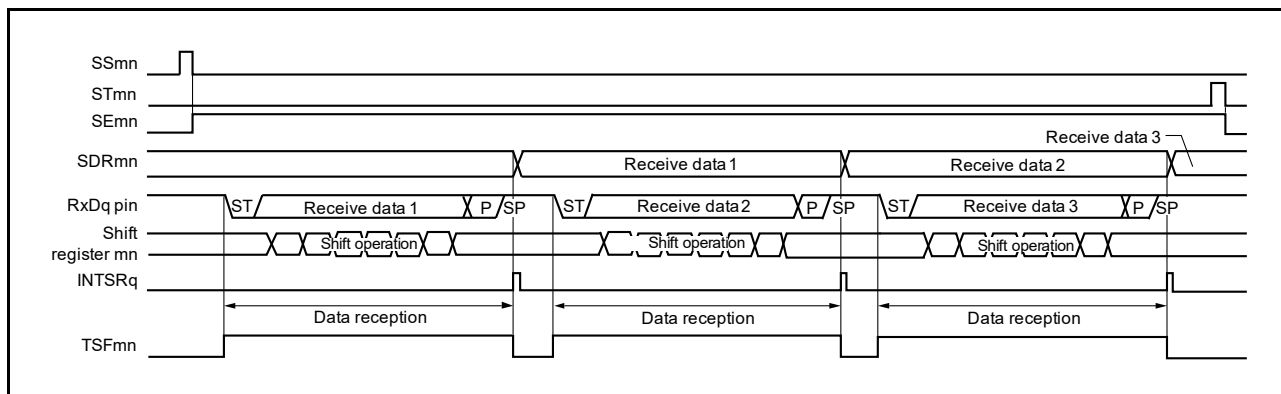 SSmn
STmn
SEmn
Receive data 3
SDRmn Receive data 1 Receive data 2
RxDq pin ST Receive data 1 P SP ST Receive data 2 P SP ST Receive data 3 P SP
Shift
register mn Shift operation Shift operation Shift operation
INTSRq
Data reception Data reception Data reception
TSFmn